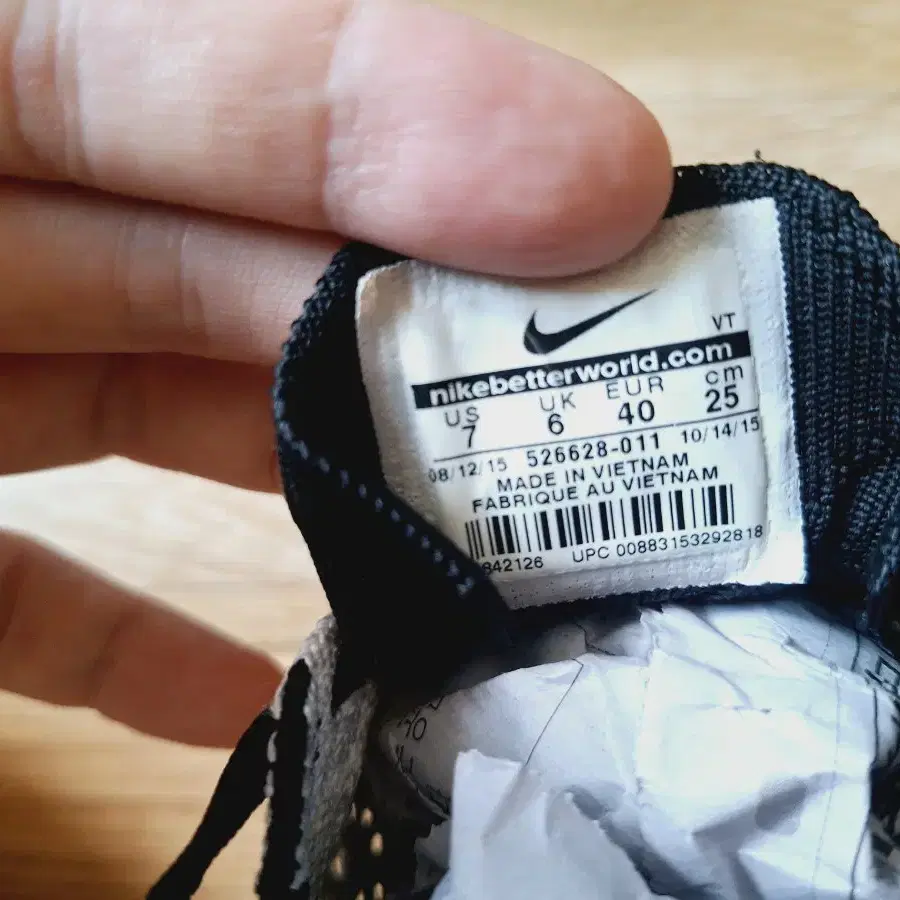 VT
nikebetterworld.com
US UK EUR cm
7 6 40 25
08/12/15 526628-011 10/14/15
MADE IN VIETNAM
FABRIQUE AU VIETNAM
842126 UPC 00883153292818